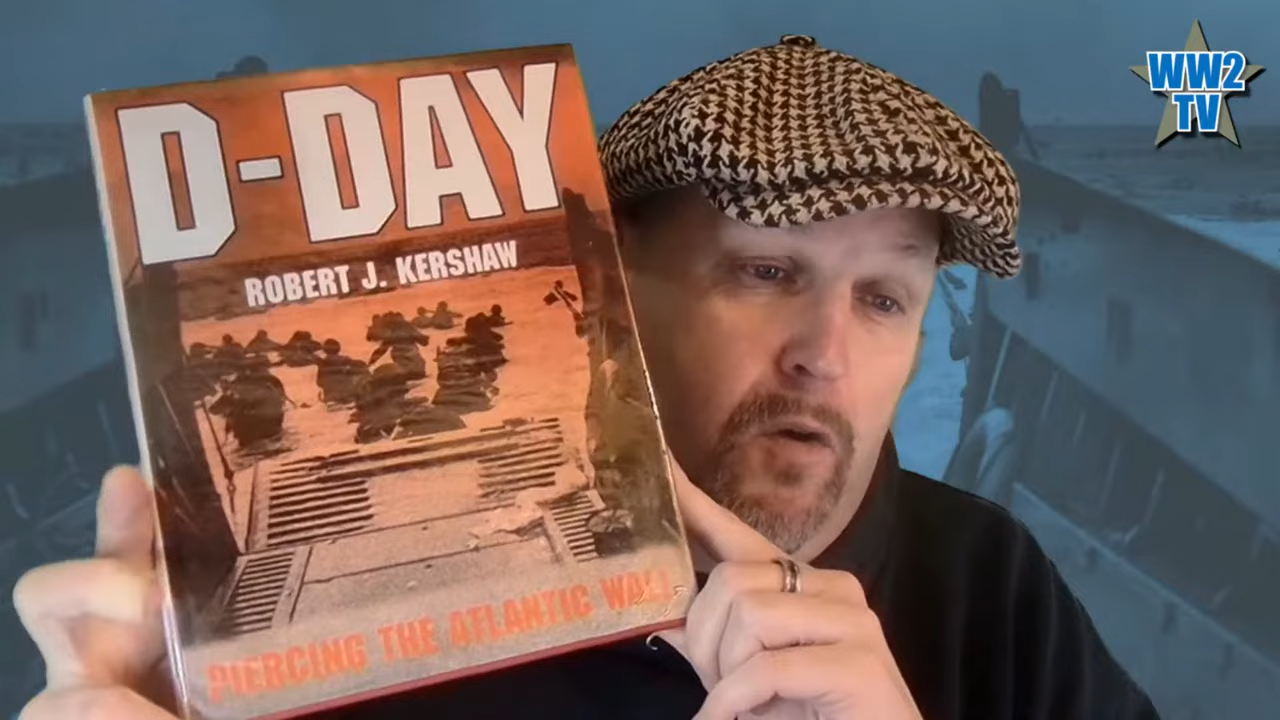 D-DAY
ROBERT J. KERSHAW
PIERCING THE ATLANTIC WALL
WW2
TV